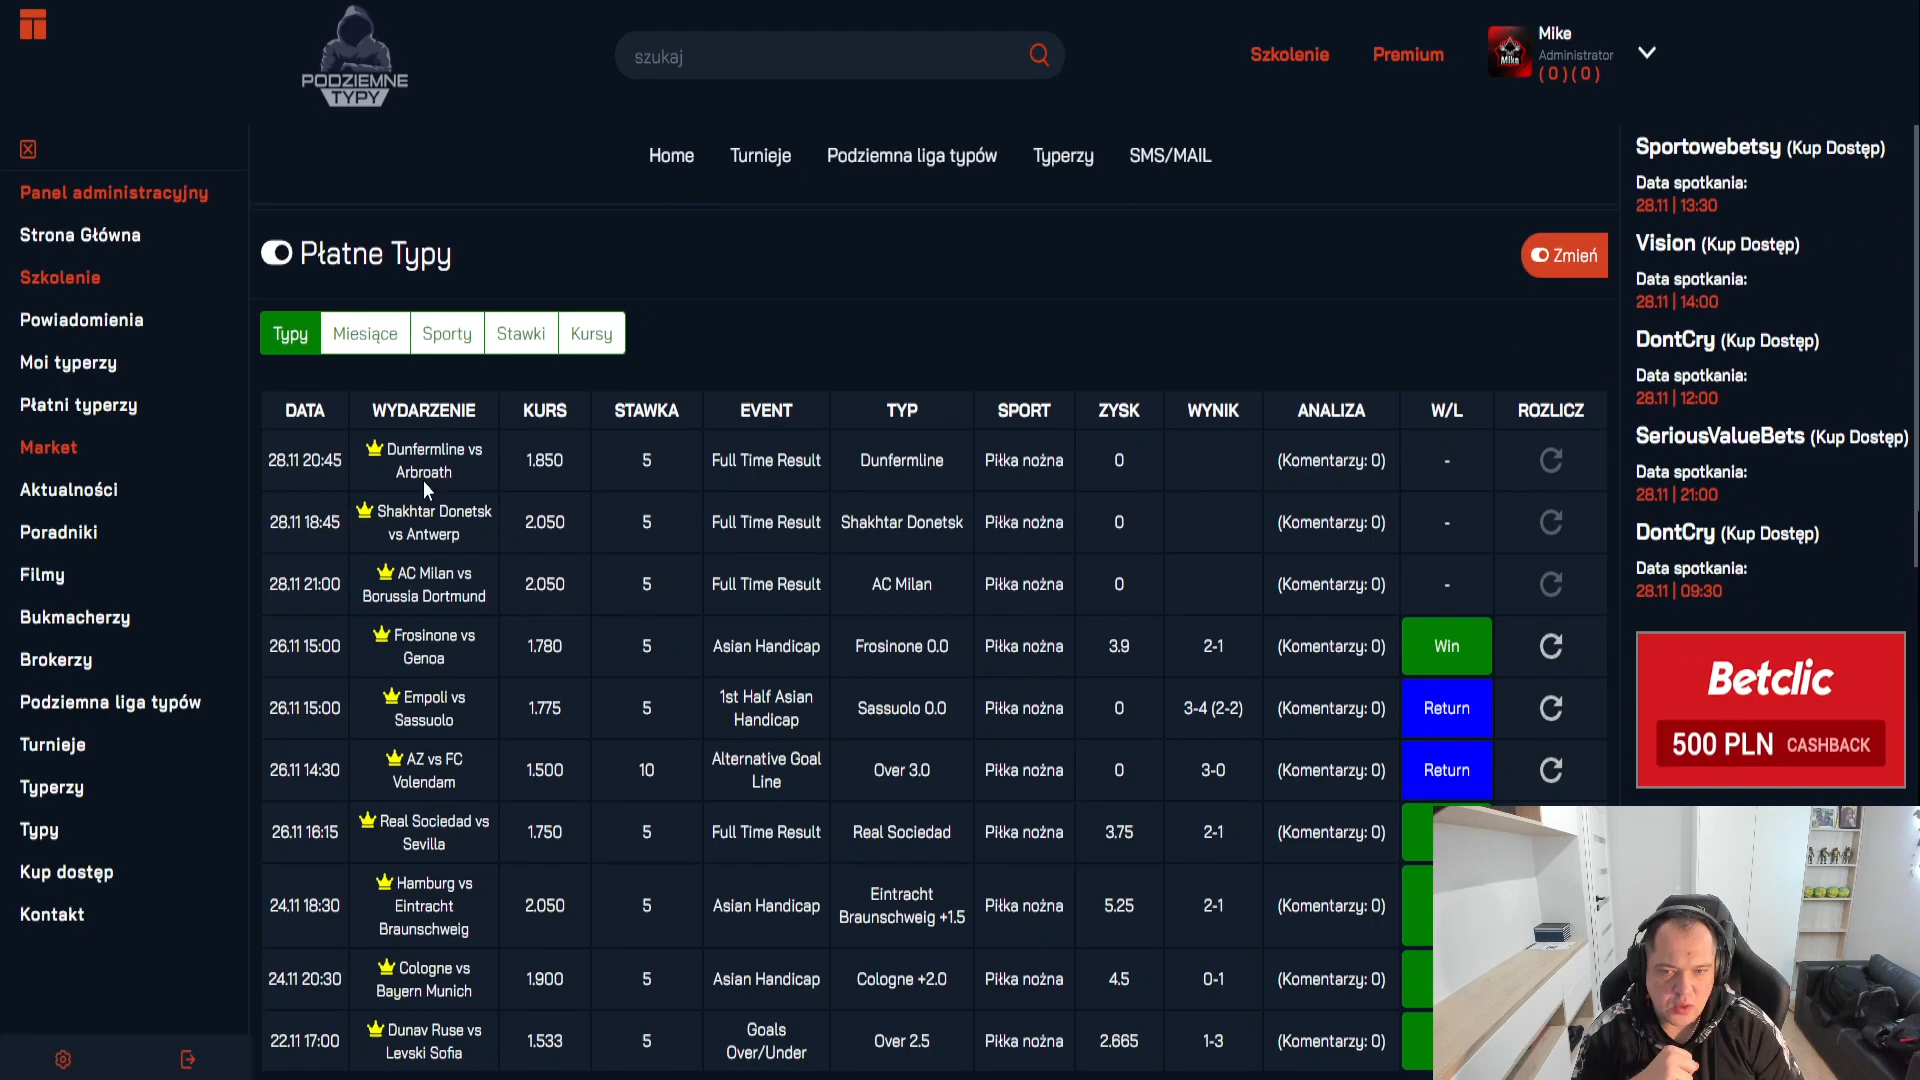 PODZIEMNE
TYPY
szukaj
Szkolenie
Premium
Mike
Administrator
( 0 ) ( 0 )
Home
Turnieje
Podziemna liga typów
Typerzy
SMS/MAIL
Panel administracyjny
Strona Główna
Szkolenie
Powiadomienia
Moi typerzy
Płatni typerzy
Market
Aktualności
Poradniki
Filmy
Bukmacherzy
Brokerzy
Podziemna liga typów
Turnieje
Typerzy
Typy
Kup dostęp
Kontakt
Płatne Typy
Zmień
Typy
Miesiące
Sporty
Stawki
Kursy
DATA WYDARZENIE KURS STAWKA EVENT TYP SPORT ZYSK WYNIK ANALIZA W/L ROZLICZ
28.11 20:45 Dunfermline vs Arbroath 1.850 5 Full Time Result Dunfermline Piłka nożna 0 (Komentarzy: 0) -
28.11 18:45 Shakhtar Donetsk vs Antwerp 2.050 5 Full Time Result Shakhtar Donetsk Piłka nożna 0 (Komentarzy: 0) -
28.11 21:00 AC Milan vs Borussia Dortmund 2.050 5 Full Time Result AC Milan Piłka nożna 0 (Komentarzy: 0) -
26.11 15:00 Frosinone vs Genoa 1.780 5 Asian Handicap Frosinone 0.0 Piłka nożna 3.9 2-1 (Komentarzy: 0) Win
26.11 15:00 Empoli vs Sassuolo 1.775 5 1st Half Asian Handicap Sassuolo 0.0 Piłka nożna 0 3-4 (2-2) (Komentarzy: 0) Return
26.11 14:30 AZ vs FC Volendam 1.500 10 Alternative Goal Line Over 3.0 Piłka nożna 0 3-0 (Komentarzy: 0) Return
26.11 16:15 Real Sociedad vs Sevilla 1.750 5 Full Time Result Real Sociedad Piłka nożna 3.75 2-1 (Komentarzy: 0)
24.11 18:30 Hamburg vs Eintracht Braunschweig 2.050 5 Asian Handicap Eintracht Braunschweig +1.5 Piłka nożna 5.25 2-1 (Komentarzy: 0)
24.11 20:30 Cologne vs Bayern Munich 1.900 5 Asian Handicap Cologne +2.0 Piłka nożna 4.5 0-1 (Komentarzy: 0)
22.11 17:00 Dunav Ruse vs Levski Sofia 1.533 5 Goals Over/Under Over 2.5 Piłka nożna 2.665 1-3 (Komentarzy: 0)
Sportowebetsy (Kup Dostęp)
Data spotkania:
28.11 | 13:30
Vision (Kup Dostęp)
Data spotkania:
28.11 | 14:00
DontCry (Kup Dostęp)
Data spotkania:
28.11 | 12:00
SeriousValueBets (Kup Dostęp)
Data spotkania:
28.11 | 21:00
DontCry (Kup Dostęp)
Data spotkania:
28.11 | 09:30
Betclic
500 PLN CASHBACK